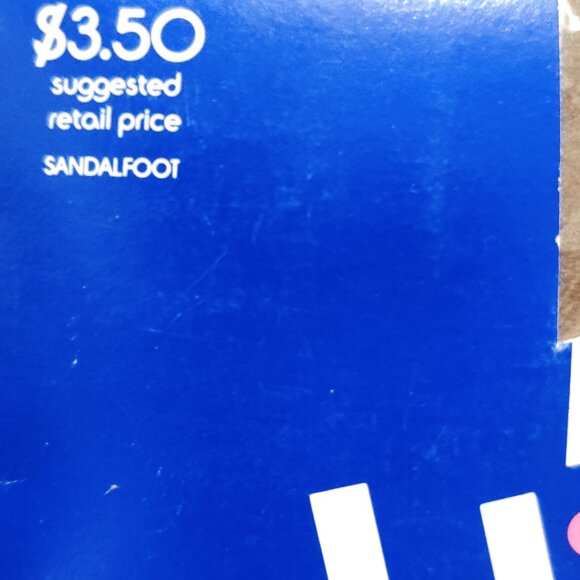 $3.50
suggested
retail price
SANDALFOOT